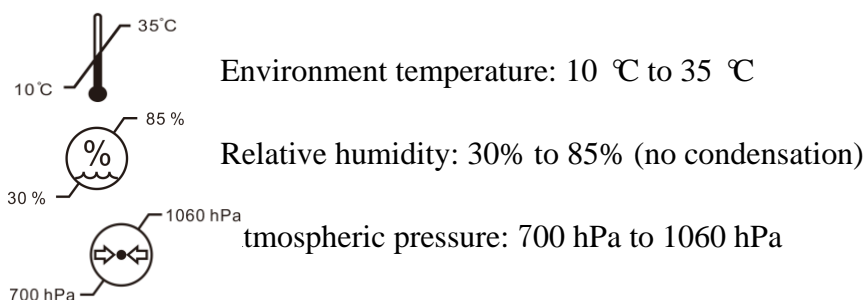 35℃
10℃
Environment temperature: 10 ℃ to 35 ℃
85 %
%
30 %
Relative humidity: 30% to 85% (no condensation)
1060 hPa
700 hPa
tmospheric pressure: 700 hPa to 1060 hPa